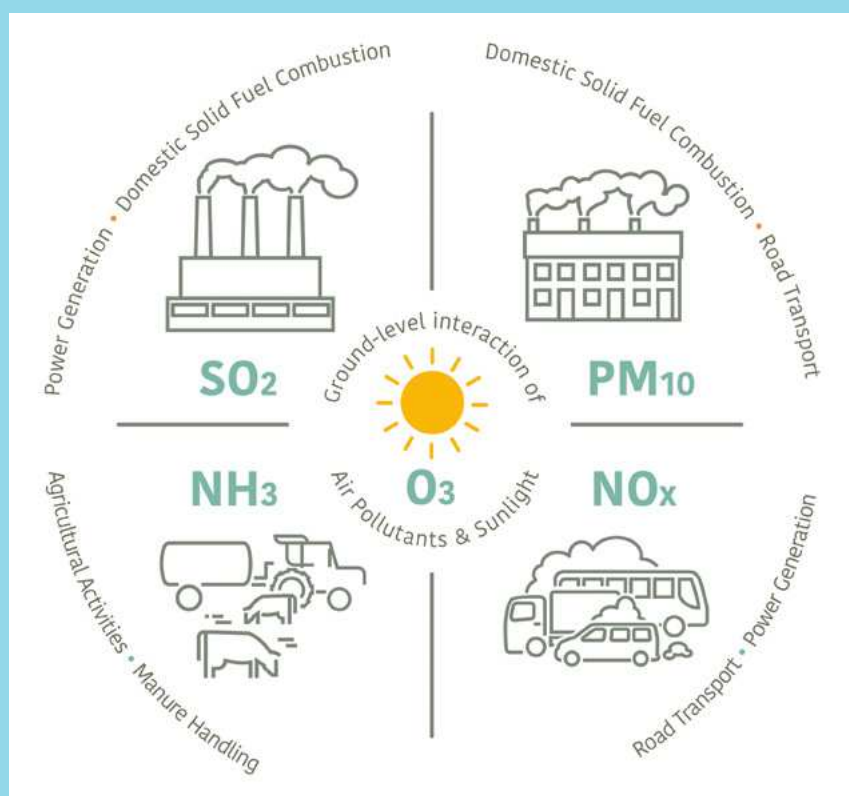 Power Generation • Domestic Solid Fuel Combustion
Domestic Solid Fuel Combustion • Road Transport
SO2
PM10
Ground-level interaction of
Air Pollutants & Sunlight
NH3
O3
NOx
Agricultural Activities • Manure Handling
Road Transport • Power Generation